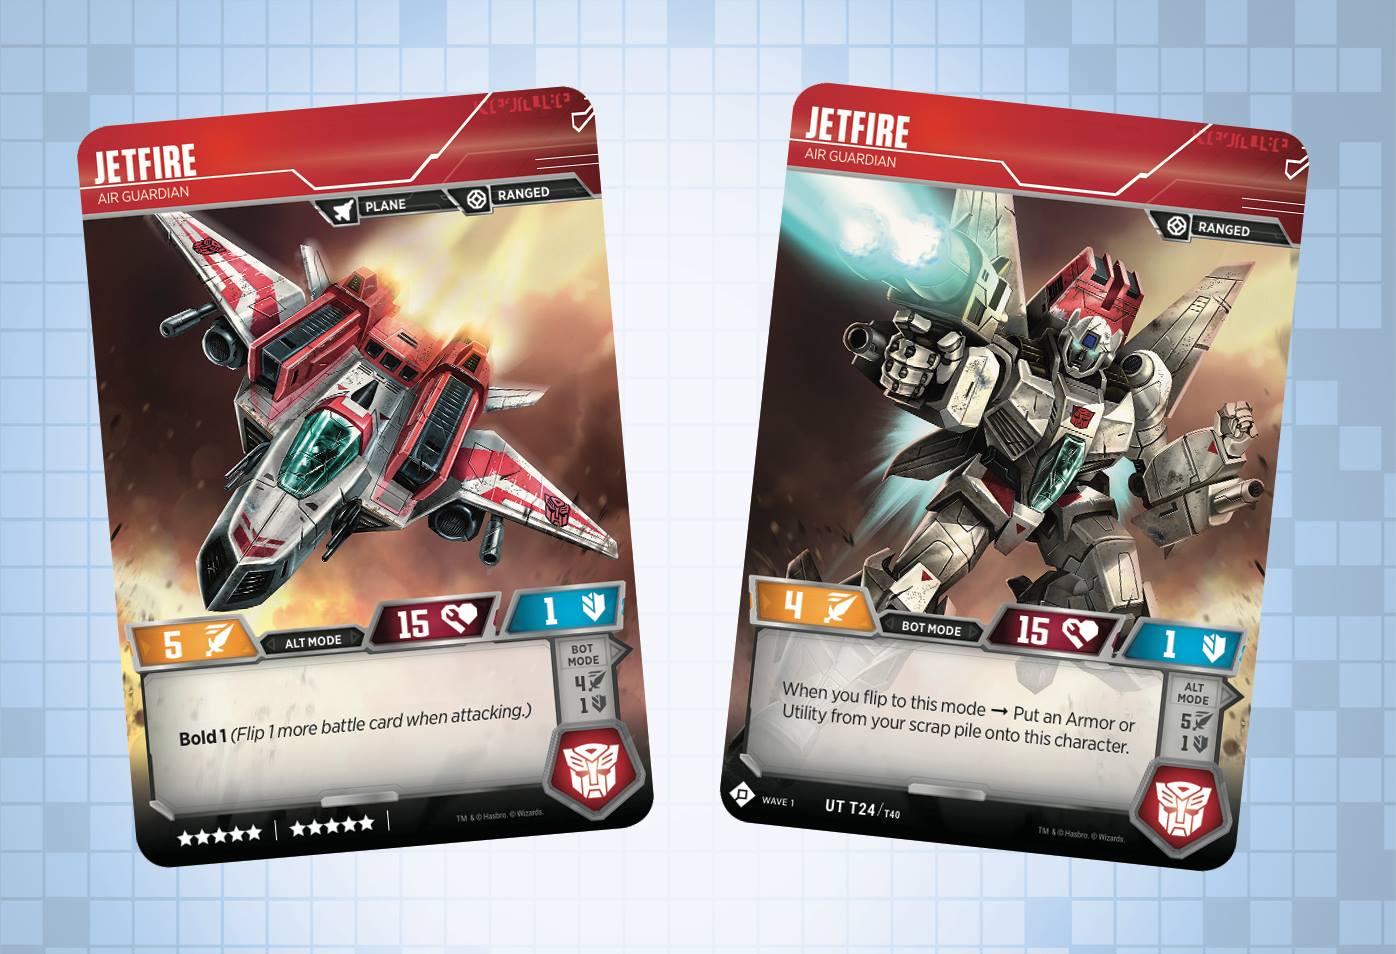 JETFIRE
AIR GUARDIAN
PLANE
RANGED
5
ALT MODE
15
1
BOT
MODE
4
1
Bold 1 (Flip 1 more battle card when attacking.)
TM & © Hasbro. © Wizards.
JETFIRE
AIR GUARDIAN
RANGED
4
BOT MODE
15
1
ALT
MODE
5
1
When you flip to this mode → Put an Armor or
Utility from your scrap pile onto this character.
WAVE 1
UT T24/T40
TM & © Hasbro. © Wizards.